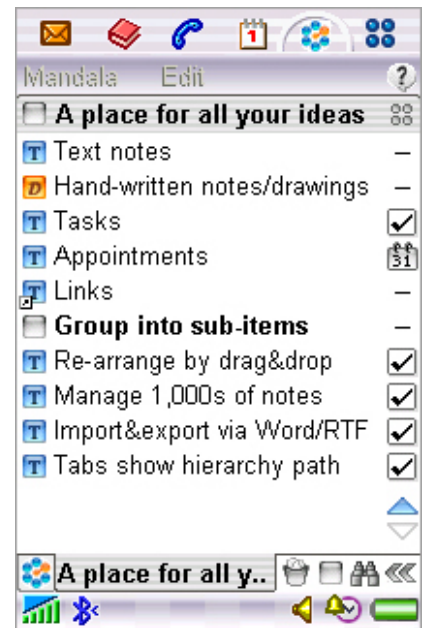 1
Mandala Edit ?
A place for all your ideas
T Text notes –
D Hand-written notes/drawings –
T Tasks
T Appointments 31
T Links –
Group into sub-items –
T Re-arrange by drag&drop
T Manage 1,000s of notes
T Import&export via Word/RTF
T Tabs show hierarchy path
A place for all y..